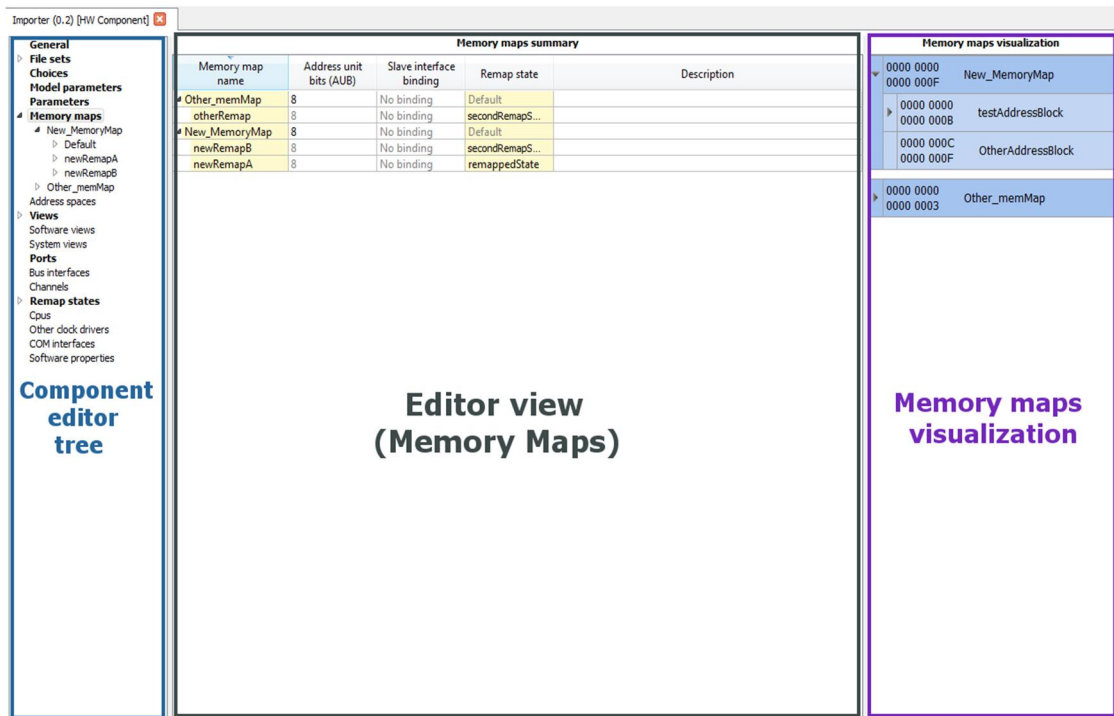 Importer (0.2) [HW Component]
General
File sets
Choices
Model parameters
Parameters
Memory maps
New_MemoryMap
Default
newRemapA
newRemapB
Other_memMap
Address spaces
Views
Software views
System views
Ports
Bus interfaces
Channels
Remap states
Cpus
Other clock drivers
COM interfaces
Software properties
Component
editor
tree
Memory maps summary
Memory map name Address unit bits (AUB) Slave interface binding Remap state Description
Other_memMap 8 No binding Default
otherRemap 8 No binding secondRemapS...
New_MemoryMap 8 No binding Default
newRemapB 8 No binding secondRemapS...
newRemapA 8 No binding remappedState
Editor view
(Memory Maps)
Memory maps visualization
0000 0000
0000 000F New_MemoryMap
0000 0000
0000 000B testAddressBlock
0000 000C
0000 000F OtherAddressBlock
0000 0000
0000 0003 Other_memMap
Memory maps
visualization